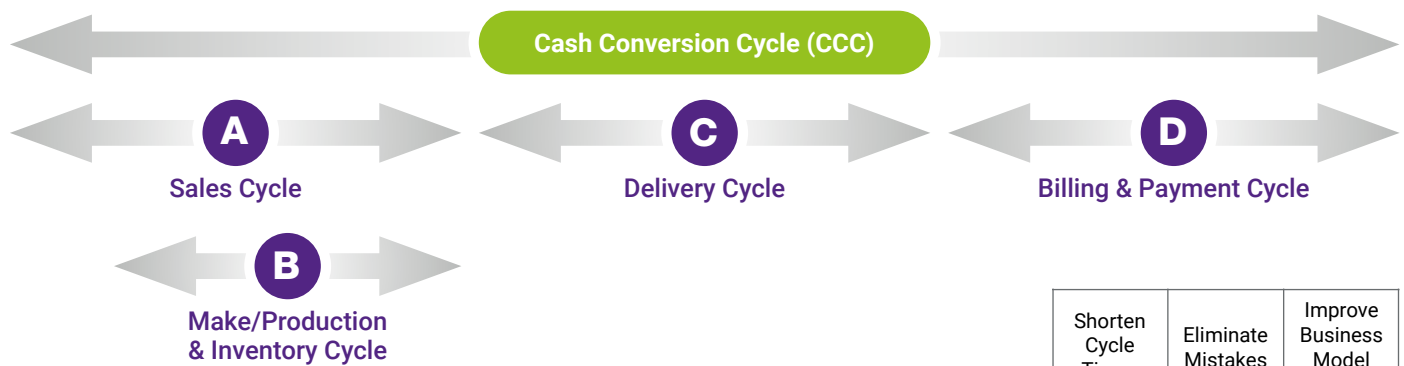 Cash Conversion Cycle (CCC)
A
C
D
Sales Cycle
Delivery Cycle
Billing & Payment Cycle
B
Make/Production
& Inventory Cycle
Shorten
Cycle
Eliminate
Mistakes
Improve
Business
Model